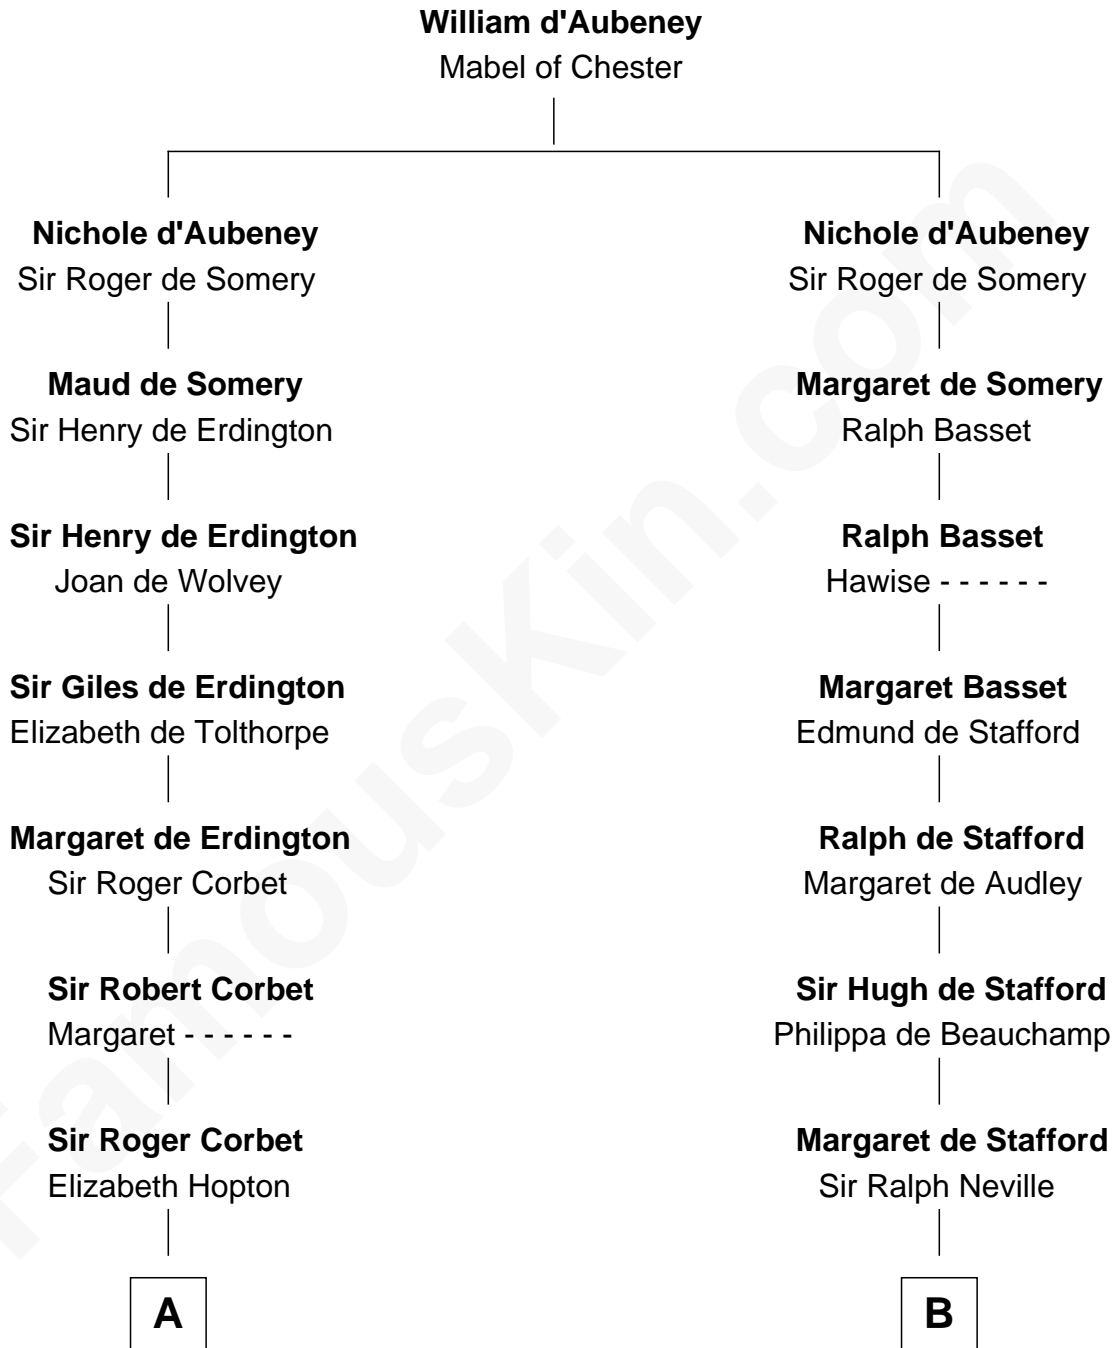 William d'Aubeney
Mabel of Chester
Nichole d'Aubeney
Sir Roger de Somery
Nichole d'Aubeney
Sir Roger de Somery
Maud de Somery
Sir Henry de Erdington
Margaret de Somery
Ralph Basset
Sir Henry de Erdington
Joan de Wolvey
Ralph Basset
Hawise - - - - - -
Sir Giles de Erdington
Elizabeth de Tolthorpe
Margaret Basset
Edmund de Stafford
Margaret de Erdington
Sir Roger Corbet
Ralph de Stafford
Margaret de Audley
Sir Robert Corbet
Margaret - - - - - -
Sir Hugh de Stafford
Philippa de Beauchamp
Sir Roger Corbet
Elizabeth Hopton
Margaret de Stafford
Sir Ralph Neville
A
B
FamousKin.com